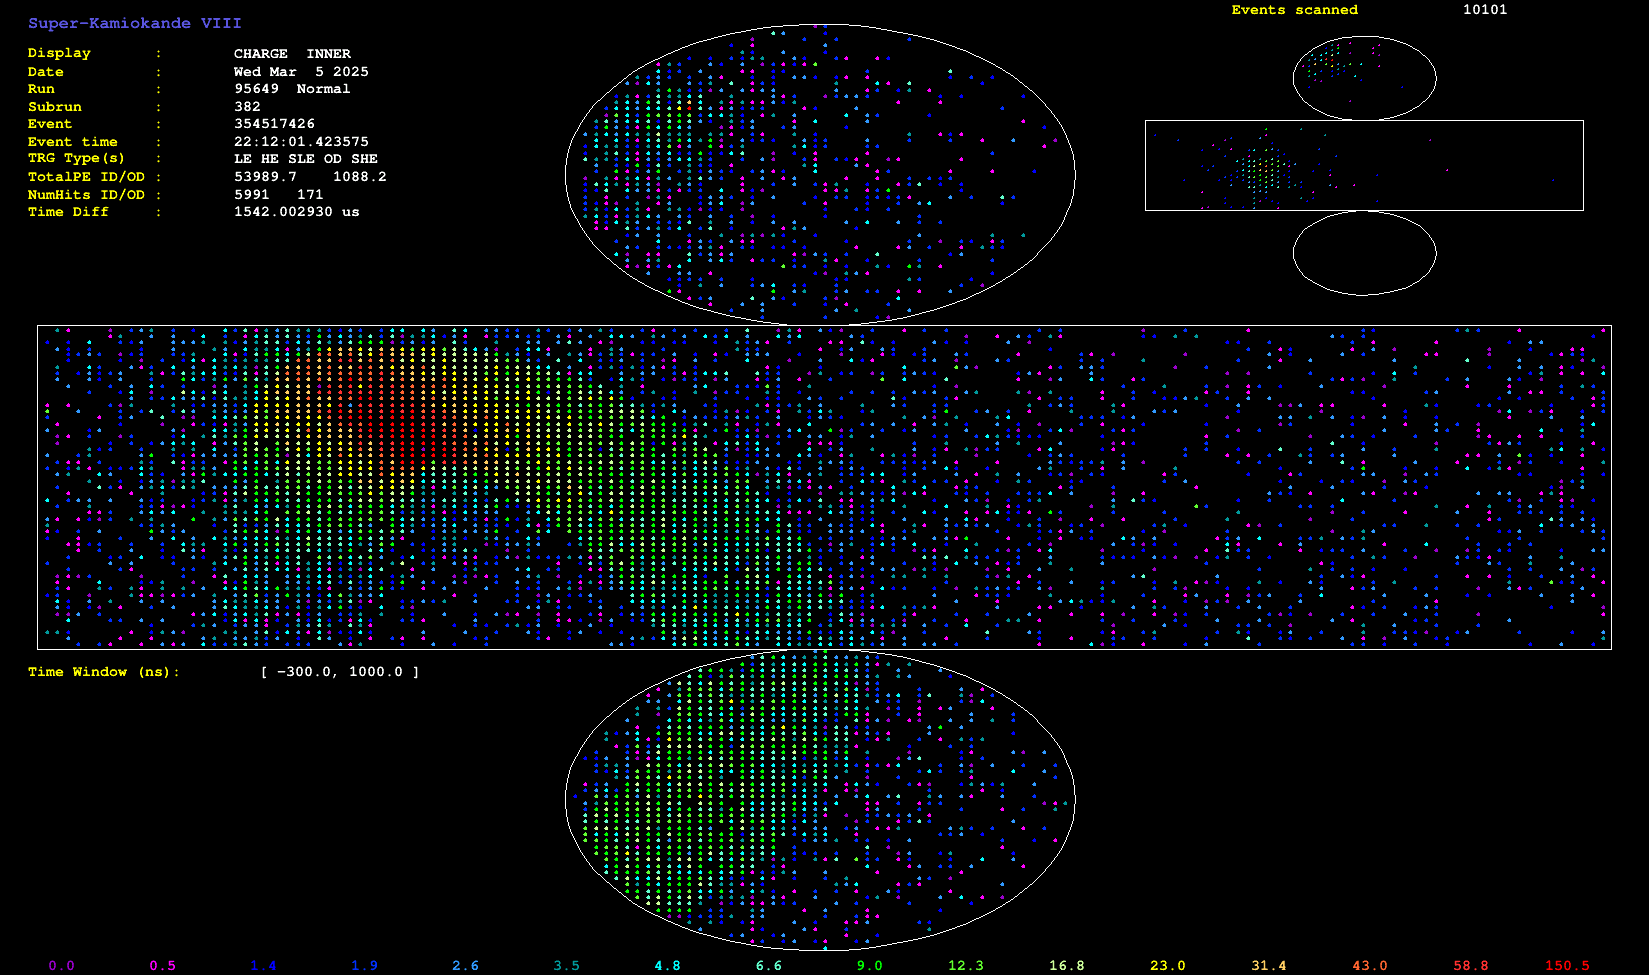 Super-Kamiokande VIII
Events scanned 10101
Display : CHARGE INNER
Date : Wed Mar 5 2025
Run : 95649 Normal
Subrun : 382
Event : 354517426
Event time : 22:12:01.423575
TRG Type(s) : LE HE SLE OD SHE
TotalPE ID/OD : 53989.7 1088.2
NumHits ID/OD : 5991 171
Time Diff : 1542.002930 us
Time Window (ns): [ -300.0, 1000.0 ]
0.0 0.5 1.4 1.9 2.6 3.5 4.8 6.6 9.0 12.3 16.8 23.0 31.4 43.0 58.8 150.5